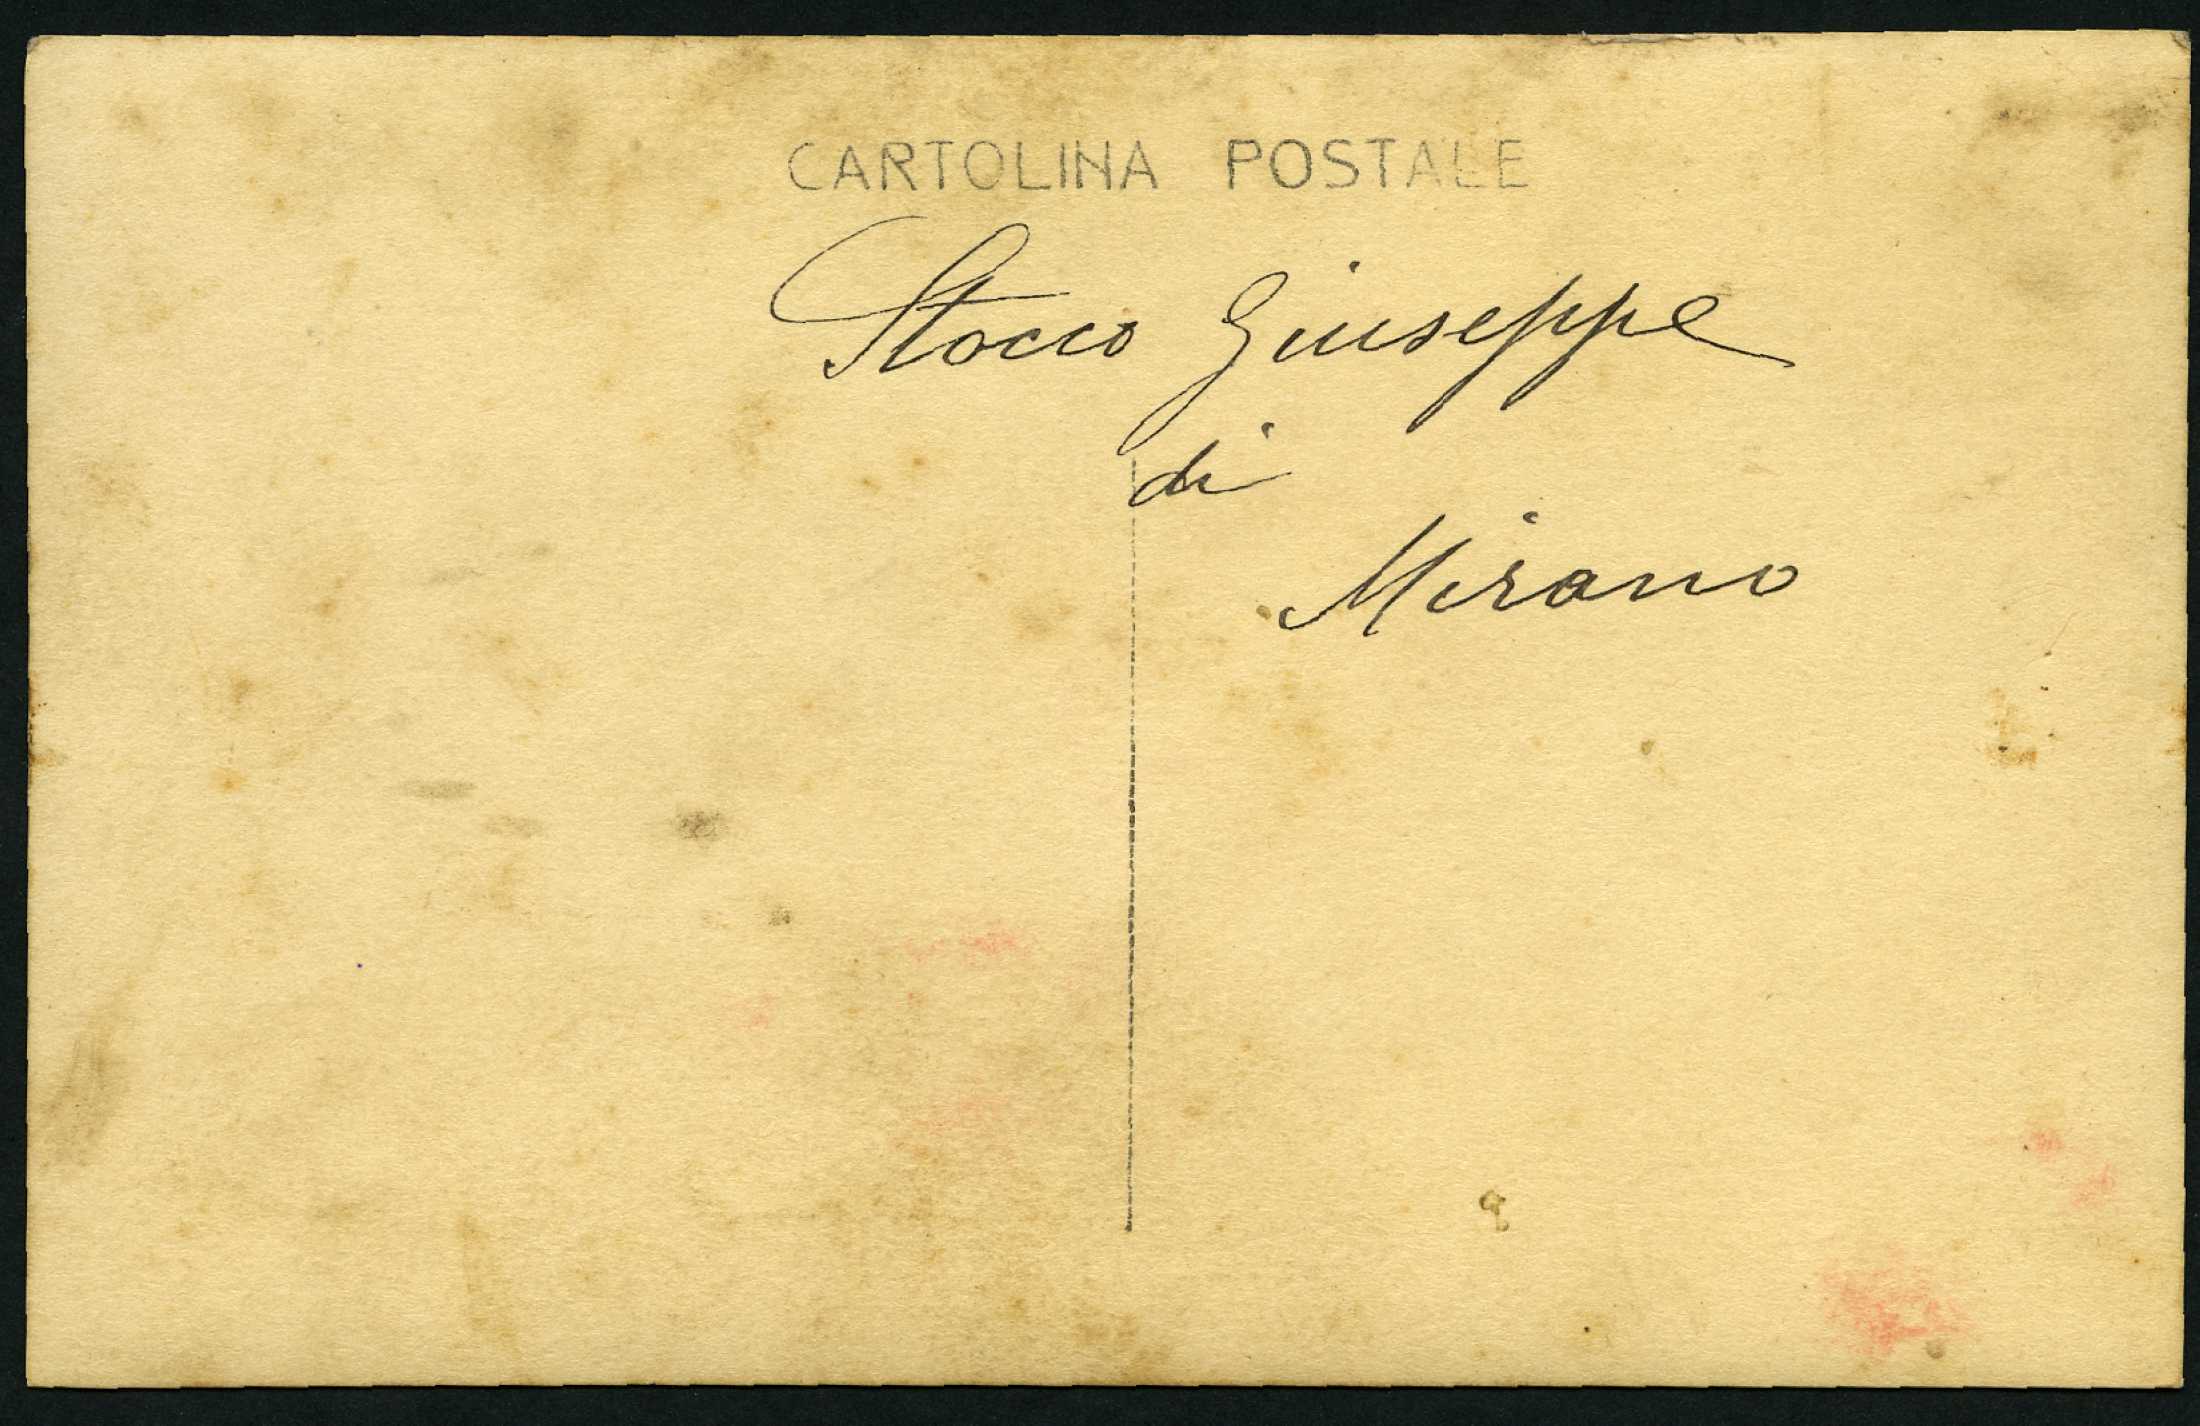 CARTOLINA POSTALE
Stocco Giuseppe
di
Mirano